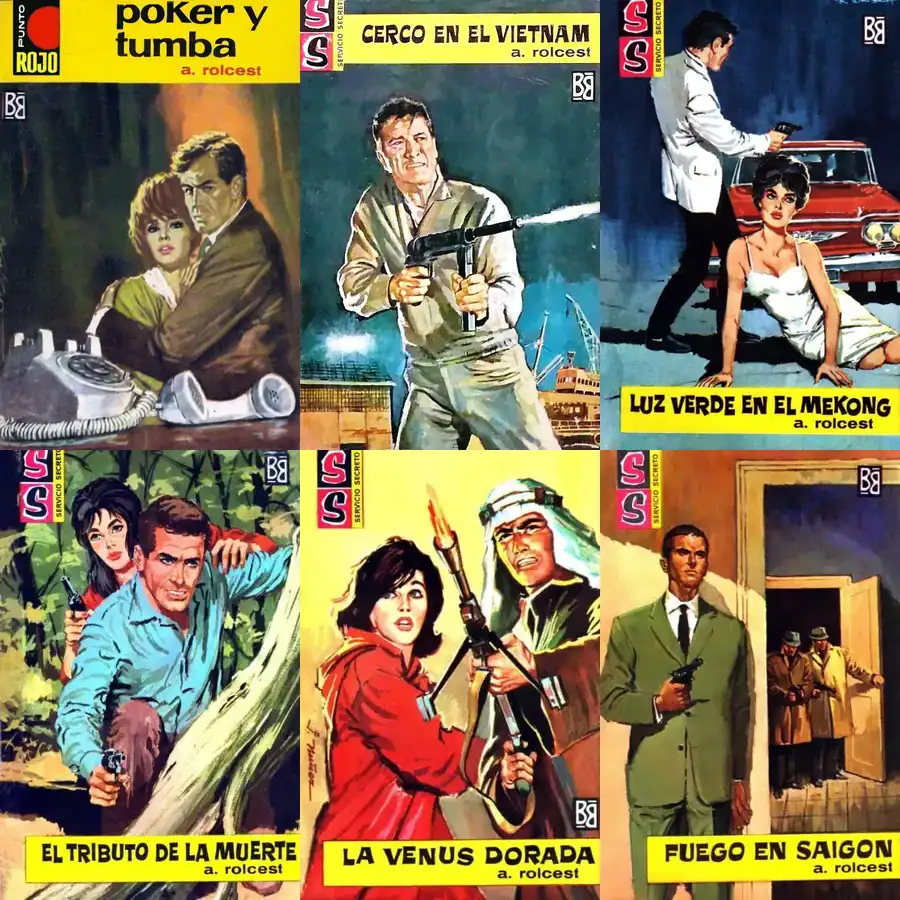 PUNTO
ROJO
poker y
tumba
a. rolcest
BB
SS
SERVICIO SECRETO
CERCO EN EL VIETNAM
a. rolcest
BB
SS
SERVICIO SECRETO
BB
LUZ VERDE EN EL MEKONG
a. rolcest
SS
SERVICIO SECRETO
BB
EL TRIBUTO DE LA MUERTE
a. rolcest
SS
SERVICIO SECRETO
BB
LA VENUS DORADA
a. rolcest
SS
SERVICIO SECRETO
BB
FUEGO EN SAIGON
a. rolcest